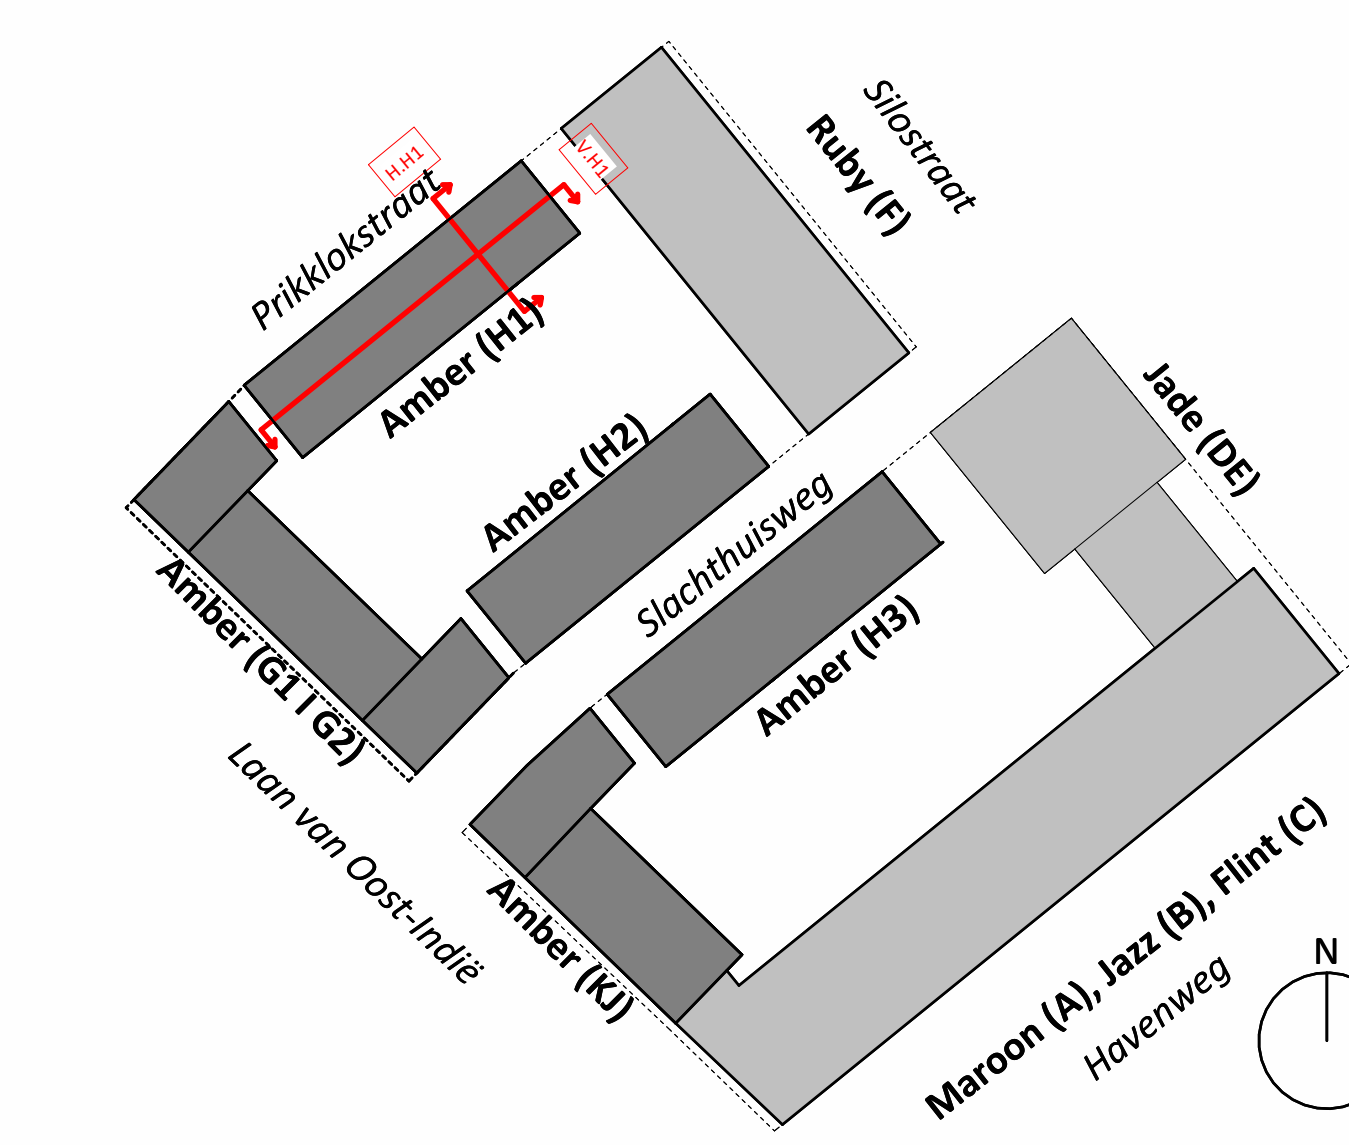 Silostraat
Ruby (F)
H.H1
V.H1
Prikklokstraat
Amber (H1)
Jade (DE)
Amber (H2)
Slachthuisweg
Amber (H3)
Amber (G1 I G2)
Laan van Oost-Indië
Amber (KJ)
Maroon (A), Jazz (B), Flint (C)
Havenweg
N